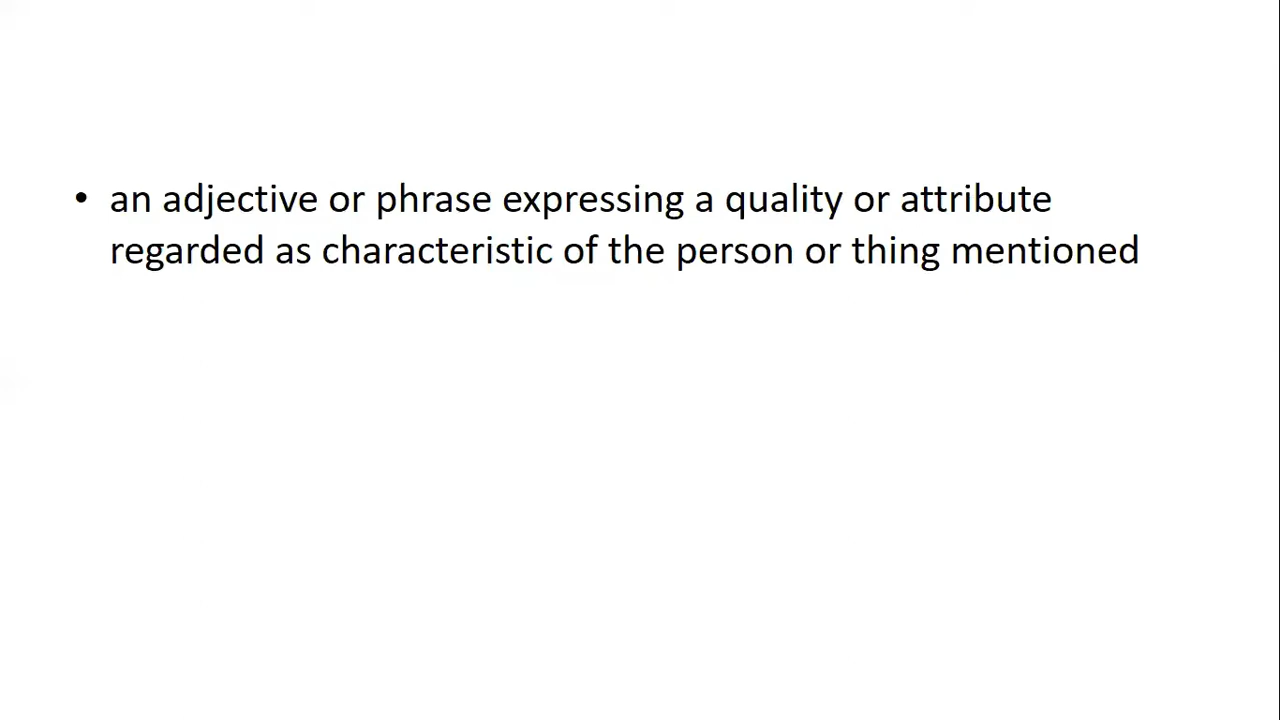 • an adjective or phrase expressing a quality or attribute
regarded as characteristic of the person or thing mentioned